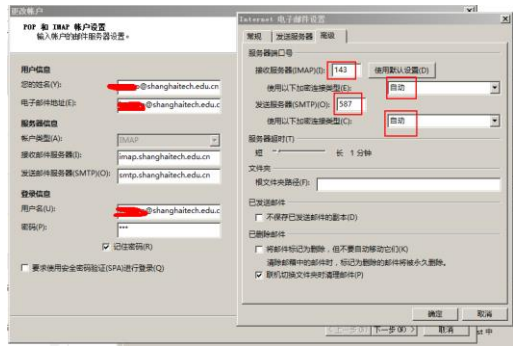 更改帐户
POP 和 IMAP 帐户设置
输入帐户的邮件服务器设置。
用户信息
您的姓名(Y):
@shanghaitech.edu.cn
电子邮件地址(E):
@shanghaitech.edu.c
服务器信息
帐户类型(A):
IMAP
接收邮件服务器(I):
imap.shanghaitech.edu.cn
发送邮件服务器(SMTP)(O):
smtp.shanghaitech.edu.cn
登录信息
用户名(U):
@shanghaitech.edu.c
密码(P):
***
记住密码(R)
要求使用安全密码验证(SPA)进行登录(Q)
下一步(N) >
取消
Internet 电子邮件设置
常规
发送服务器
高级
服务器端口号
接收服务器(IMAP)(I):
143
使用默认设置(D)
使用以下加密连接类型(E):
自动
发送服务器(SMTP)(O):
587
使用以下加密连接类型(C):
自动
服务器超时(T)
短
长 1 分钟
文件夹
根文件夹路径(F):
已发送邮件
不保存已发送邮件的副本(D)
已删除邮件
将邮件标记为删除，但不要自动移动它们(K)
清除邮箱中的邮件时，标记为删除的邮件将被永久删除。
联机切换文件夹时清理邮件(P)
确定
取消